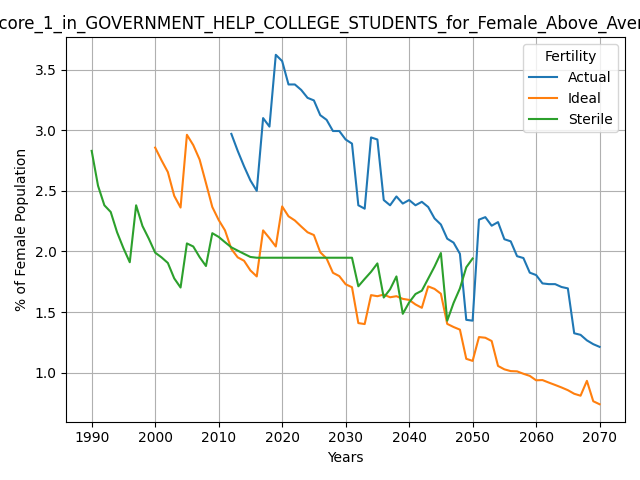 core_1_in_GOVERNMENT_HELP_COLLEGE_STUDENTS_for_Female_Above_Aver
Fertility
Actual
Ideal
Sterile
3.5
3.0
2.5
2.0
1.5
1.0
% of Female Population
1990 2000 2010 2020 2030 2040 2050 2060 2070
Years